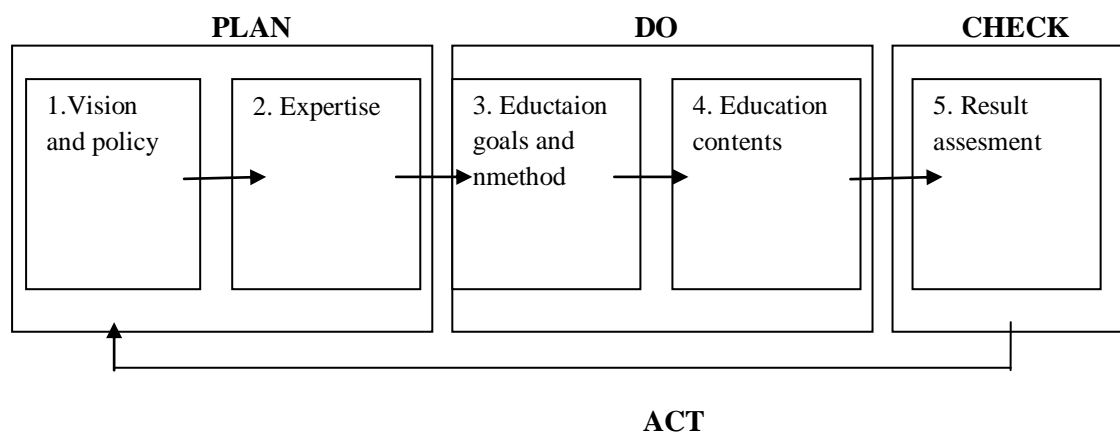 PLAN
DO
CHECK
1.Vision
and policy
2. Expertise
3. Eductaion
goals and
nmethod
4. Education
contents
5. Result
assesment
ACT